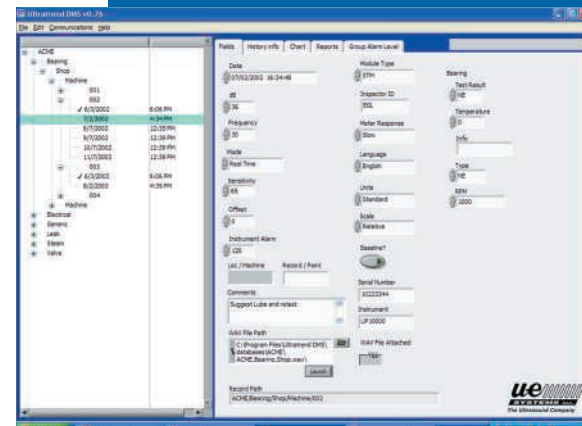 Ultratrend DMS v0.76
File Edit Communications Help
ACME
Bearing
Shop
Machine
001
002
✓ 6/3/2002 6:06 PM
7/2/2002 4:34 PM
8/7/2002 12:39 PM
9/7/2002 12:39 PM
10/7/2002 12:39 PM
11/7/2002 12:39 PM
003
✓ 6/3/2002 6:06 PM
8/2/2002 4:35 PM
004
Machine
Electrical
Generic
Leak
Steam
Valve
Fields History info Chart Reports Group Alarm Level
Date
07/02/2002 16:34:48
dB
36
Frequency
30
Mode
Real Time
Sensitivity
65
Offset
0
Instrument Alarm
120
Loc / Machine Record / Point
Comments
Suggest Lube and retest
WAV File Path
C:\Program Files\Ultratrend DMS\
databases\ACME\
ACME.Bearing.Shop.wav\
Launch
Record Path
ACME/Bearing/Shop/Machine/002
Module Type
STM
Inspector ID
EGL
Meter Response
Slow
Language
English
Units
Standard
Scale
Relative
Baseline?
Serial Number
10222344
Instrument
UP10000
WAV File Attached
YES
Bearing
Test Result
NE
Temperature
0
Info
Type
NE
RPM
1000
ue
SYSTEMS INC
The Ultrasound Company